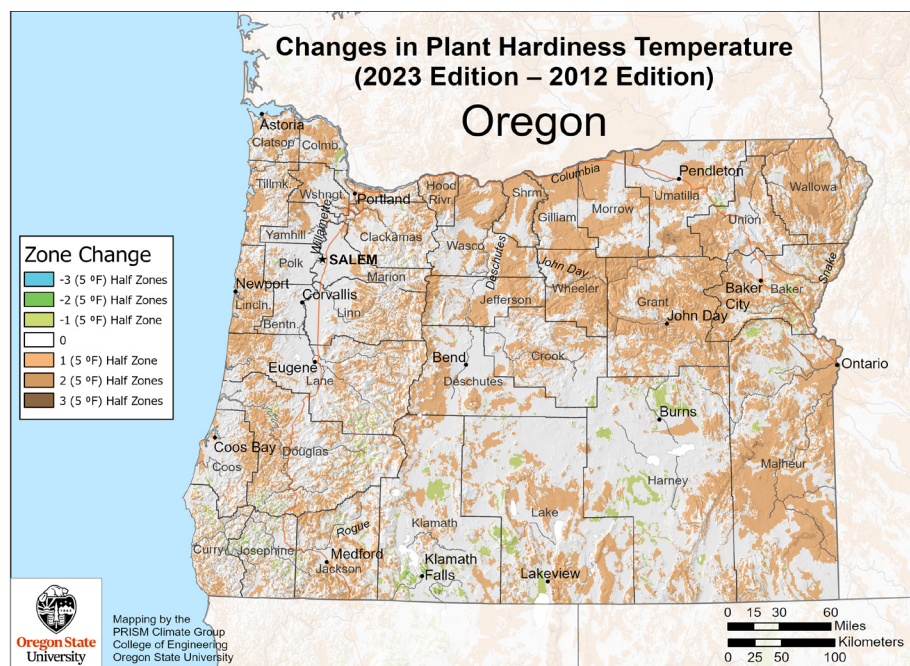 Changes in Plant Hardiness Temperature
(2023 Edition – 2012 Edition)
Oregon
Astoria
Clatsop
Colmb.
Tillmk.
Wshngt.
Portland
Hood
Rivr.
Columbia
Shrm.
Gilliam
Morrow
Pendleton
Umatilla
Wallowa
Union
Yamhill
Willamette
Clackamas
Wasco
Deschutes
Polk
SALEM
Marion
John Day
Wheeler
Snake
Newport
Lincln.
Corvallis
Bentn.
Linn
Jefferson
Grant
John Day
Baker
City
Baker
Eugene
Lane
Bend
Deschutes
Crook
Ontario
Burns
Coos Bay
Coos
Douglas
Malheur
Harney
Lake
Klamath
Rogue
Curry
Josephine
Medford
Jackson
Klamath
Falls
Lakeview
Zone Change
-3 (5 ºF) Half Zones
-2 (5 ºF) Half Zones
-1 (5 ºF) Half Zone
0
1 (5 ºF) Half Zone
2 (5 ºF) Half Zones
3 (5 ºF) Half Zones
Oregon State
University
Mapping by the
PRISM Climate Group
College of Engineering
Oregon State University
0 15 30 60
Miles
Kilometers
0 25 50 100